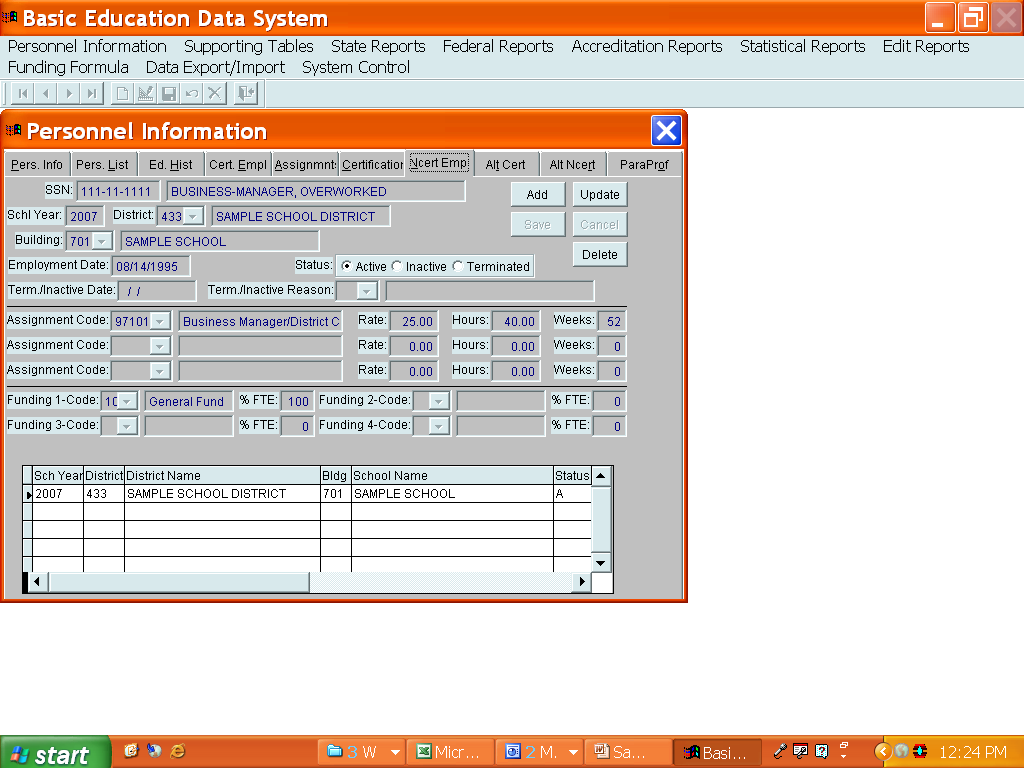 Basic Education Data System
Personnel Information Supporting Tables State Reports Federal Reports Accreditation Reports Statistical Reports Edit Reports
Funding Formula Data Export/Import System Control
Personnel Information
Pers. Info Pers. List Ed. Hist Cert. Empl Assignmnt Certification Ncert Emp Alt Cert Alt Ncert ParaProf
SSN: 111-11-1111 BUSINESS-MANAGER, OVERWORKED Add Update
Schl Year: 2007 District: 433 SAMPLE SCHOOL DISTRICT Save Cancel
Building: 701 SAMPLE SCHOOL Delete
Employment Date: 08/14/1995 Status: Active Inactive Terminated
Term./Inactive Date: / / Term./Inactive Reason:
Assignment Code: 97101 Business Manager/District C Rate: 25.00 Hours: 40.00 Weeks: 52
Assignment Code: Rate: 0.00 Hours: 0.00 Weeks: 0
Assignment Code: Rate: 0.00 Hours: 0.00 Weeks: 0
Funding 1-Code: 10 General Fund % FTE: 100 Funding 2-Code: % FTE: 0
Funding 3-Code: % FTE: 0 Funding 4-Code: % FTE: 0
Sch Year District District Name Bldg School Name Status
2007 433 SAMPLE SCHOOL DISTRICT 701 SAMPLE SCHOOL A
start 3 W Micr... 2 M. Sa... Basi... 12:24 PM